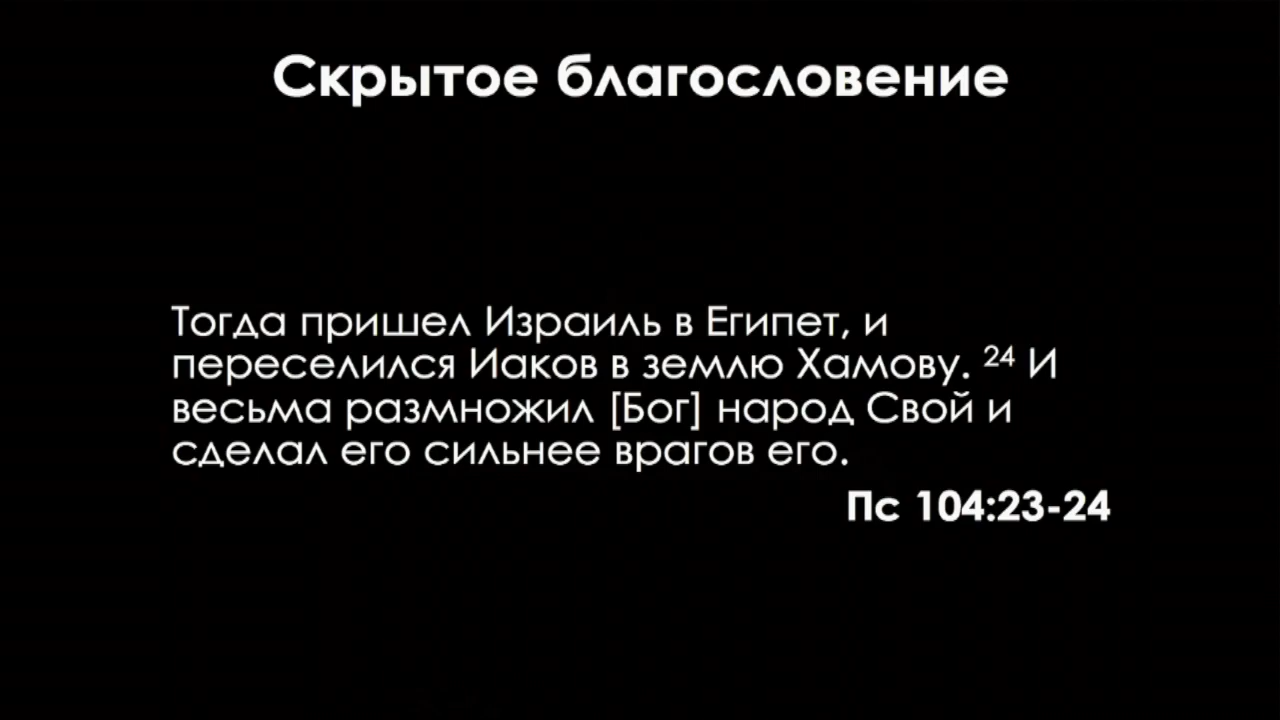 Скрытое благословение
Тогда пришел Израиль в Египет, и
переселился Иаков в землю Хамову. ²⁴ И
весьма размножил [Бог] народ Свой и
сделал его сильнее врагов его.
Пс 104:23-24